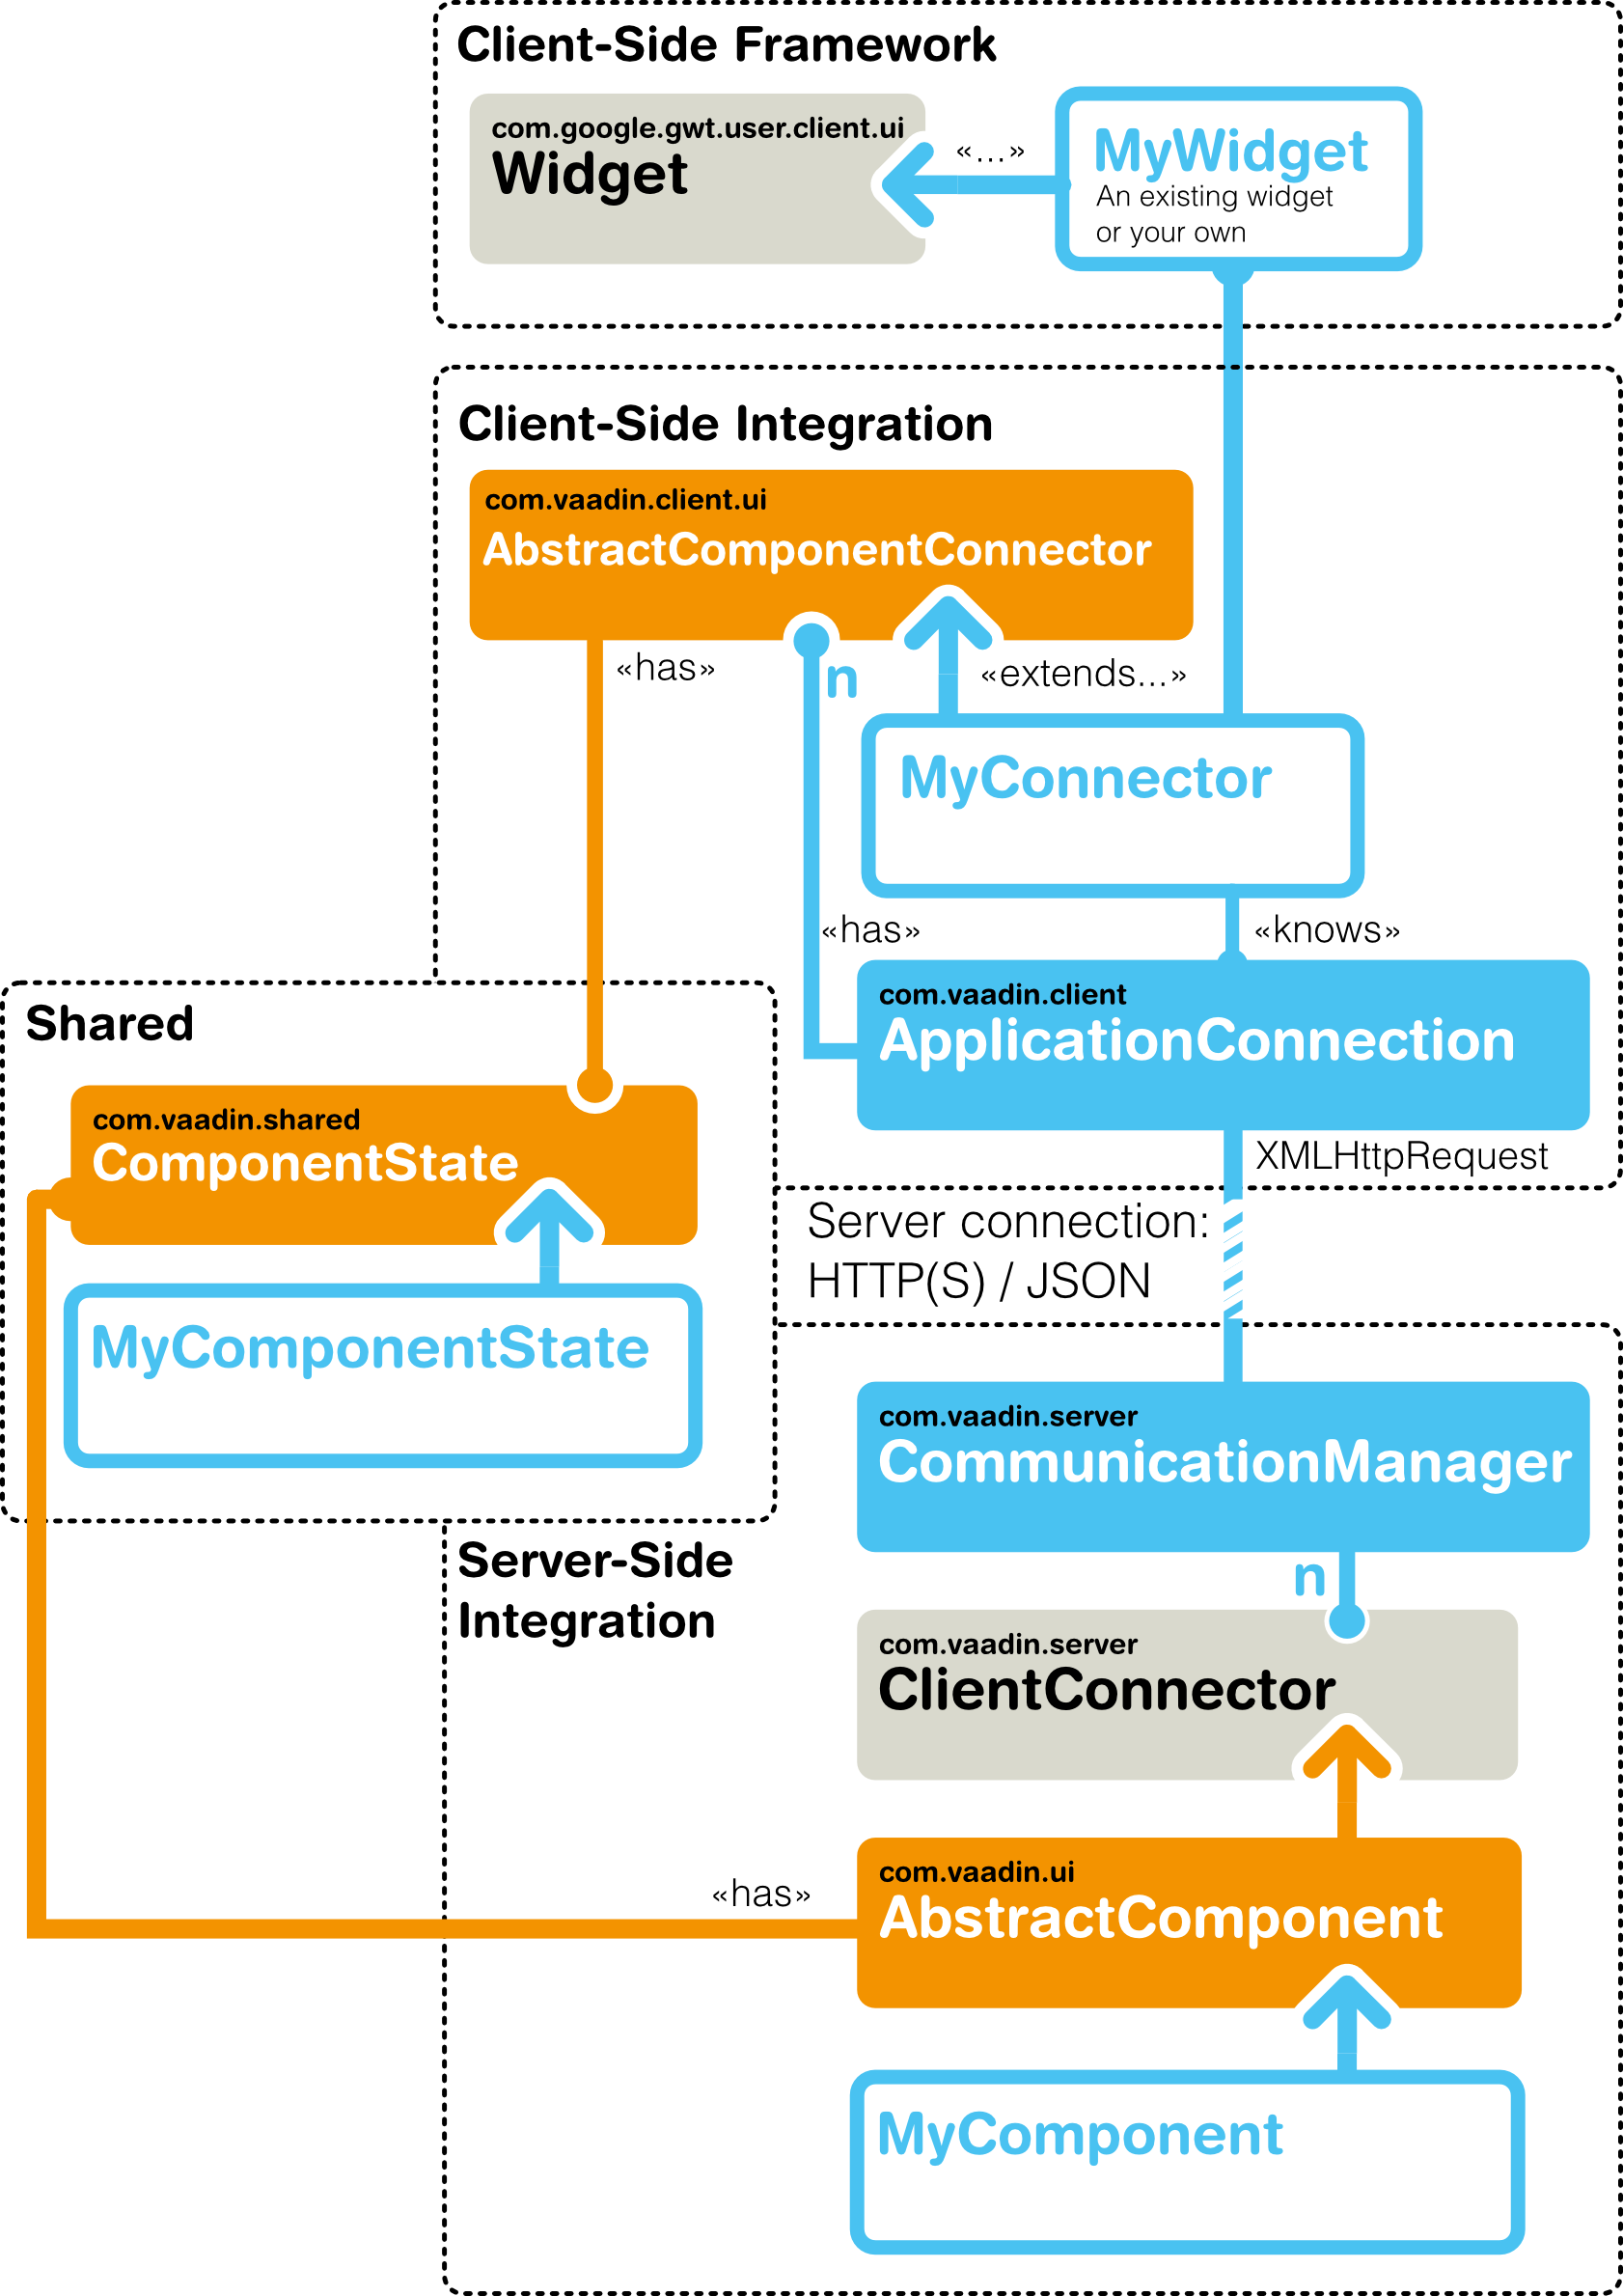 Client-Side Framework
com.google.gwt.user.client.ui
Widget
«...»
MyWidget
An existing widget
or your own
Client-Side Integration
com.vaadin.client.ui
AbstractComponentConnector
«has»
n
«extends...»
MyConnector
«has»
«knows»
com.vaadin.client
ApplicationConnection
XMLHttpRequest
Shared
com.vaadin.shared
ComponentState
MyComponentState
Server connection:
HTTP(S) / JSON
com.vaadin.server
CommunicationManager
Server-Side
Integration
n
com.vaadin.server
ClientConnector
«has»
com.vaadin.ui
AbstractComponent
MyComponent